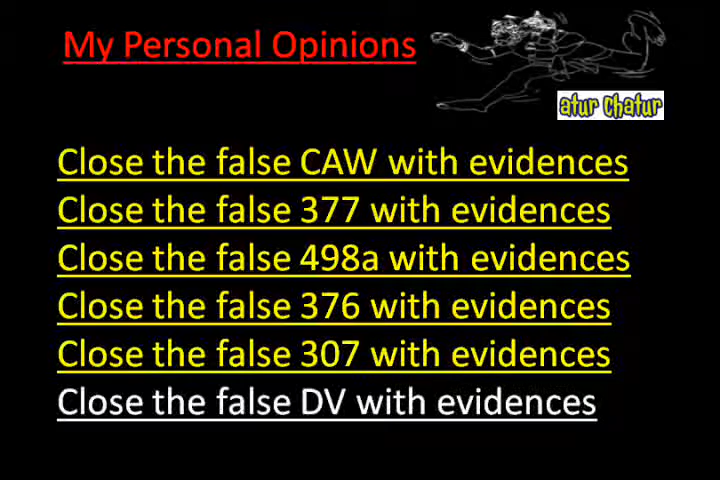 My Personal Opinions
atur Chatur
Close the false CAW with evidences
Close the false 377 with evidences
Close the false 498a with evidences
Close the false 376 with evidences
Close the false 307 with evidences
Close the false DV with evidences